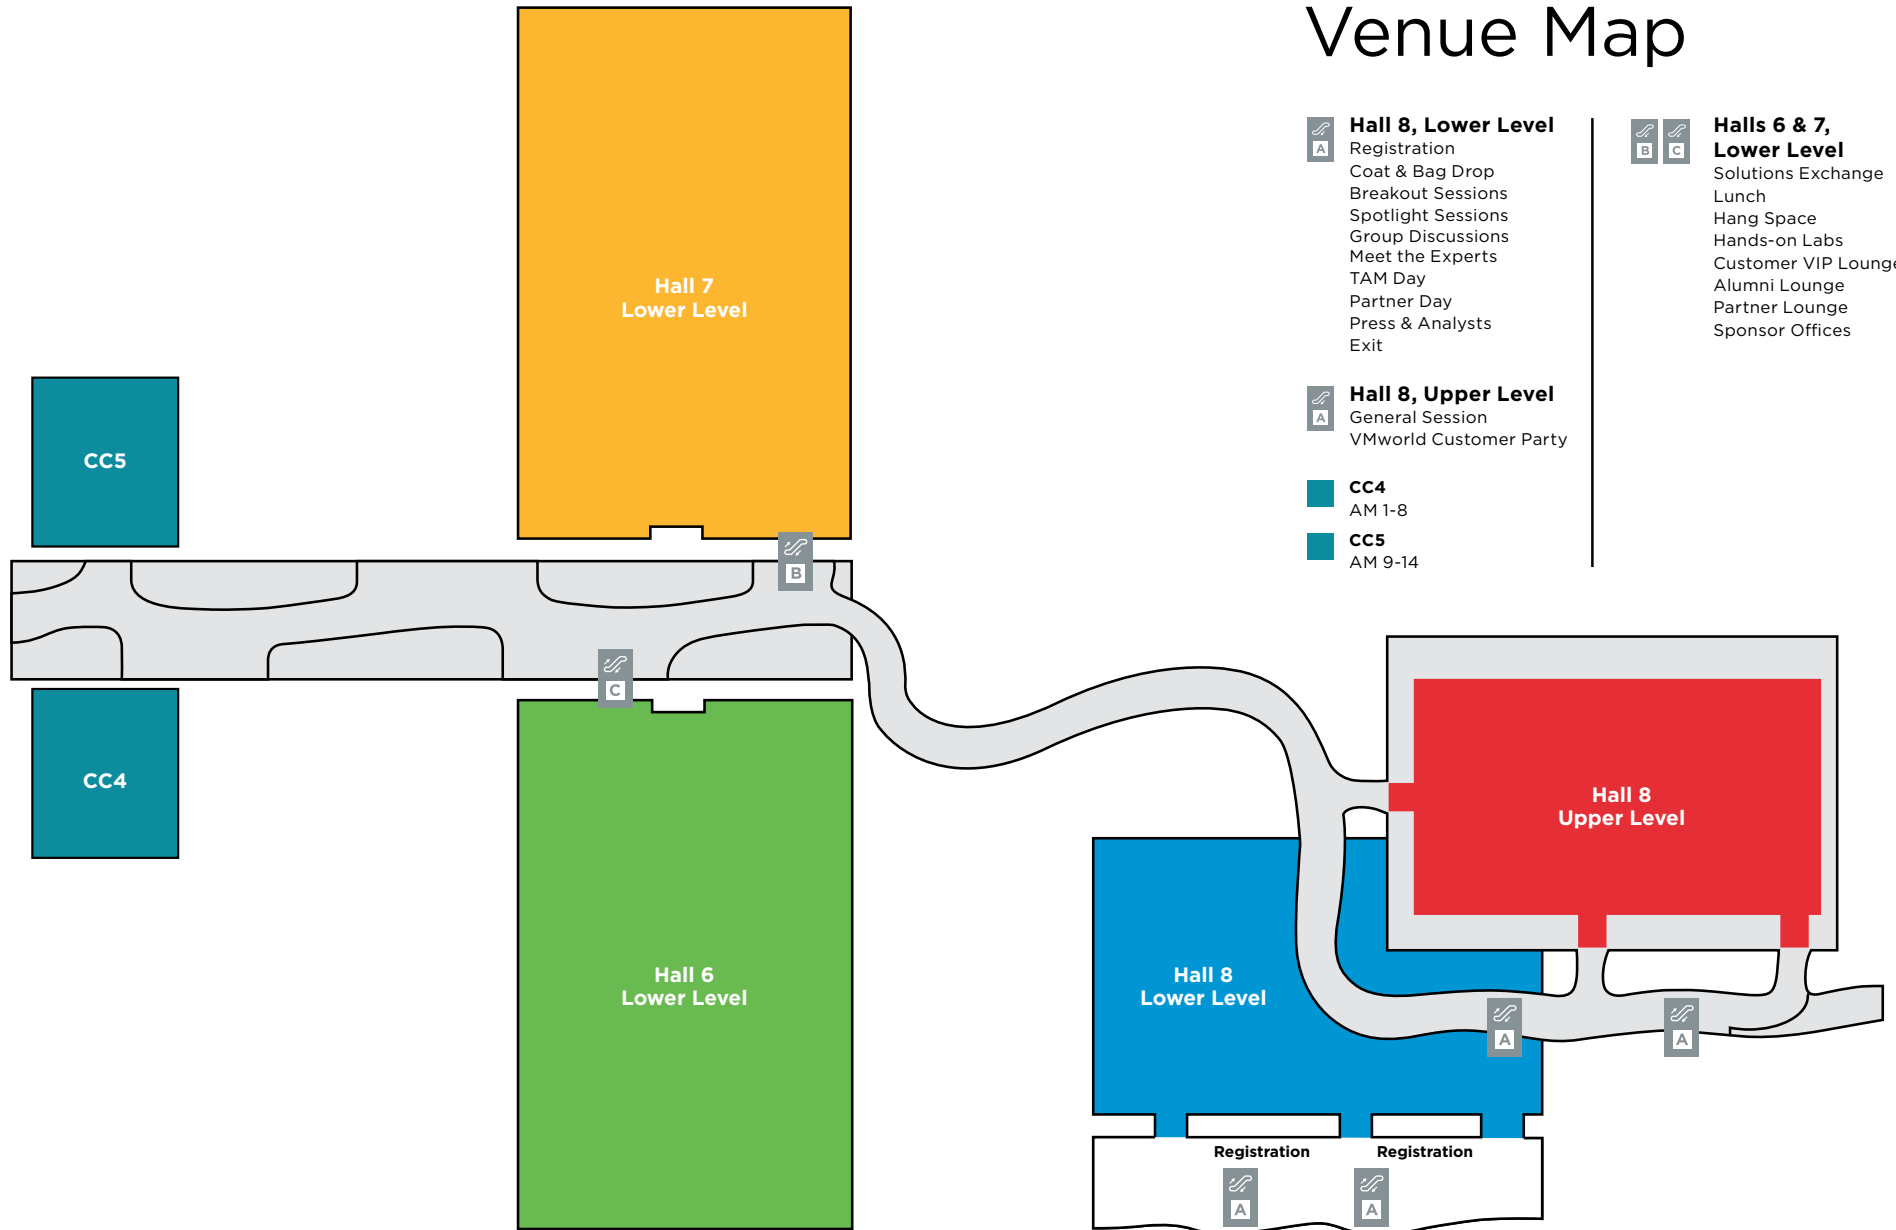 Venue Map
A
Hall 8, Lower Level
Registration
Coat & Bag Drop
Breakout Sessions
Spotlight Sessions
Group Discussions
Meet the Experts
TAM Day
Partner Day
Press & Analysts
Exit
A
Hall 8, Upper Level
General Session
VMworld Customer Party
CC4
AM 1-8
CC5
AM 9-14
B C
Halls 6 & 7,
Lower Level
Solutions Exchange
Lunch
Hang Space
Hands-on Labs
Customer VIP Lounge
Alumni Lounge
Partner Lounge
Sponsor Offices
Hall 7
Lower Level
CC5
B
C
CC4
Hall 6
Lower Level
Hall 8
Upper Level
Hall 8
Lower Level
A
A
Registration
Registration
A
A